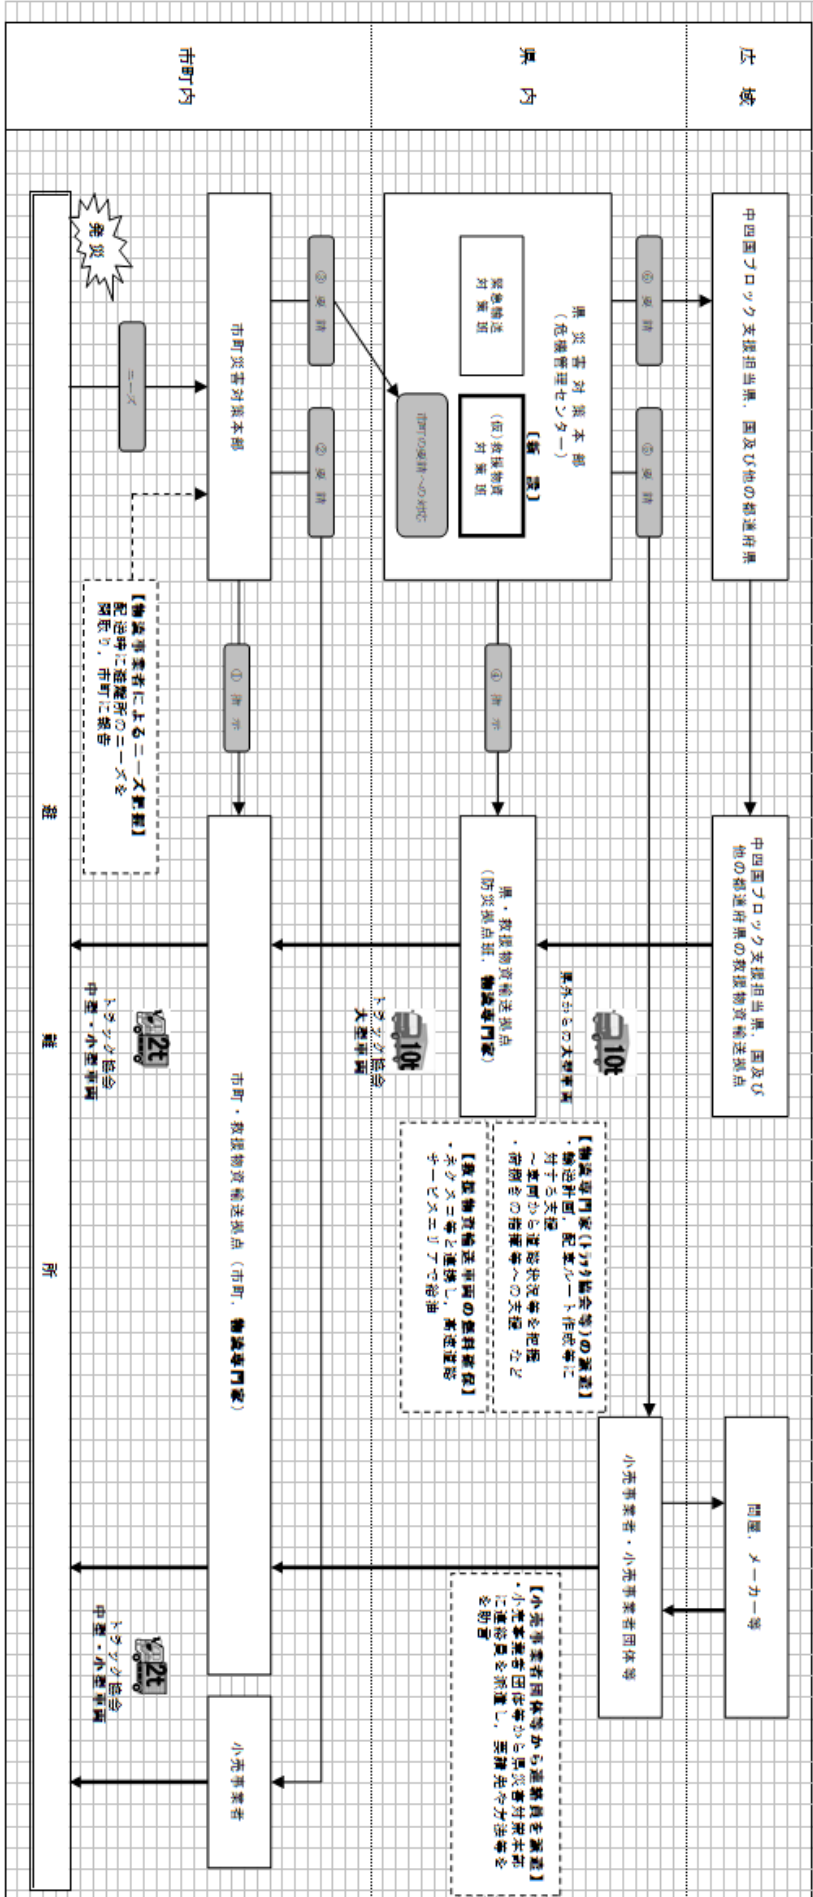 広　域
中四国ブロック支援担当県、国及び他の都道府県
中四国ブロック支援担当県、国及び
他の都道府県の救援物資輸送拠点
問屋、メーカー等
県　内
⑥ 要 請
⑤ 要 請
県災害対策本部
（危機管理センター）
緊急輸送
対 策 班
【新　設】
（仮）救援物資
対 策 班
市町の要請への対応
④ 指 示
県・救援物資輸送拠点
（防災拠点班、物流専門家）
10t
県外からの大型車両
10t
トラック協会
大型車両
【物流専門家（トラック協会等）の派遣】
・輸送計画、配車ルート作成等に
対する支援
～車両から道路状況等を把握
・荷捌きの指揮等への支援　など
【救援物資輸送車両の燃料確保】
・ネクスコ等と連携し、高速道路
サービスエリアで給油
小売事業者・小売事業者団体等
【小売事業者団体等から連絡員を派遣】
・小売事業者団体等から県災害対策本部
に連絡員を派遣し、要請先や方法等を
助言
市町内
③ 要 請
② 要 請
市町災害対策本部
① 指 示
市町・救援物資輸送拠点（市町、物流専門家）
小売事業者
発 災
ニーズ
【物流事業者によるニーズ把握】
配送時に避難所のニーズを
聞取り、市町に報告
2t
トラック協会
中型・小型車両
2t
トラック協会
中型・小型車両
避　難　所